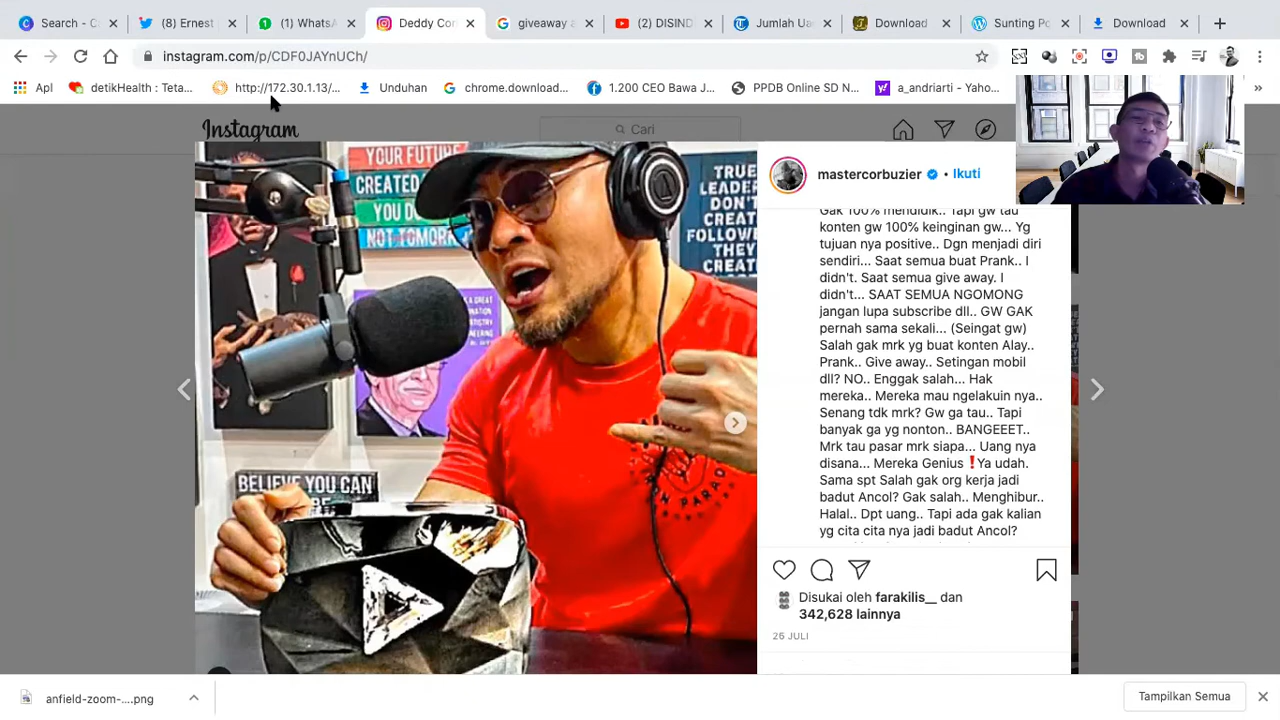 Search - C
(8) Ernest
(1) WhatsA
Deddy Cor
giveaway a
(2) DISIND
Jumlah Ua
Download
Sunting Po
Download
instagram.com/p/CDF0JAYnUCh/
Apl
detikHealth : Teta...
http://172.30.1.13/...
Unduhan
chrome.download...
1.200 CEO Bawa J...
PPDB Online SD N...
a_andriarti - Yaho...
»
Instagram
Cari
YOUR FUTURE
CREATED
YOU DO
NOT TOMOR
TRUE
LEADER
DON'T
CREATE
FOLLOWE
THEY
CREAT
BELIEVE YOU CAN
mastercorbuzier • Ikuti
Gak 100% mendidik.. Tapi gw tau
konten gw 100% keinginan gw... Yg
tujuan nya positive.. Dgn menjadi diri
sendiri... Saat semua buat Prank.. I
didn't. Saat semua give away. I
didn't... SAAT SEMUA NGOMONG
jangan lupa subscribe dll.. GW GAK
pernah sama sekali... (Seingat gw)
Salah gak mrk yg buat konten Alay..
Prank.. Give away.. Setingan mobil
dll? NO.. Enggak salah... Hak
mereka.. Mereka mau ngelakuin nya..
Senang tdk mrk? Gw ga tau.. Tapi
banyak ga yg nonton.. BANGEEET..
Mrk tau pasar mrk siapa... Uang nya
disana... Mereka Genius❗Ya udah.
Sama spt Salah gak org kerja jadi
badut Ancol? Gak salah.. Menghibur..
Halal.. Dpt uang.. Tapi ada gak kalian
yg cita cita nya jadi badut Ancol?
Disukai oleh farakilis__ dan
342,628 lainnya
26 JULI
anfield-zoom-....png
Tampilkan Semua